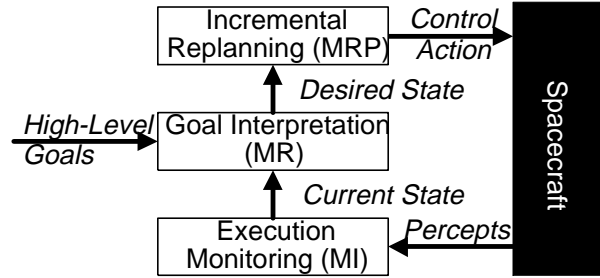 Incremental
Replanning (MRP)
Control
Action
Desired State
High-Level
Goals
Goal Interpretation
(MR)
Current State
Execution
Monitoring (MI)
Percepts
Spacecraft